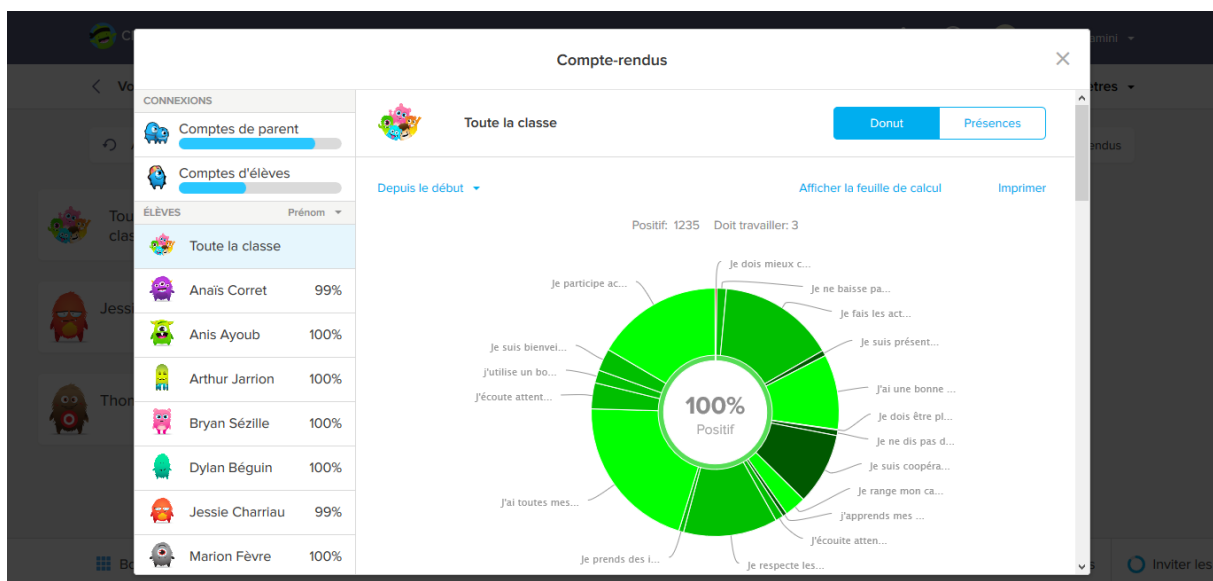 Compte-rendus
amini
Vo
ètres
CONNEXIONS
Comptes de parent
Comptes d'élèves
ÉLÈVES Prénom
Toute la classe
Anaïs Corret 99%
Anis Ayoub 100%
Arthur Jarrion 100%
Bryan Sézille 100%
Dylan Béguin 100%
Jessie Charriau 99%
Marion Fèvre 100%
Toute la classe
Donut Présences
Depuis le début Afficher la feuille de calcul Imprimer
Positif: 1235 Doit travailler: 3
Je dois mieux c...
Je ne baisse pa...
Je fais les act...
Je suis présent...
J'ai une bonne ...
Je dois être pl...
Je ne dis pas d...
Je suis coopéra...
Je range mon ca...
j'apprends mes ...
J'écouite atten...
Je respecte les...
Je prends des i...
J'ai toutes mes...
J'écoute attent...
j'utilise un bo...
Je suis bienvei...
Je participe ac...
100%
Positif
endus
Tou
clas
Jessi
Thor
Bo
s
Inviter les